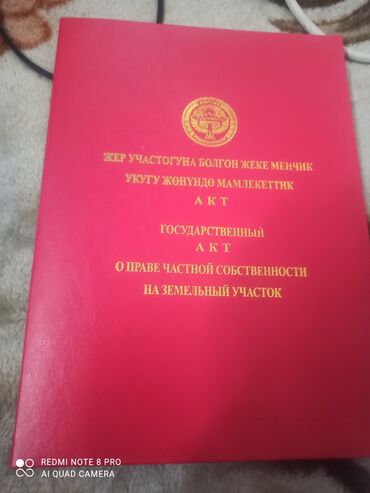 ЖЕР УЧАСТОГУНА БОЛГОН ЖЕКЕ МЕНЧИК
УКУГУ ЖӨНҮНДӨ МАМЛЕКЕТТИК
АКТ
ГОСУДАРСТВЕННЫЙ
АКТ
О ПРАВЕ ЧАСТНОЙ СОБСТВЕННОСТИ
НА ЗЕМЕЛЬНЫЙ УЧАСТОК
REDMI NOTE 8 PRO
AI QUAD CAMERA